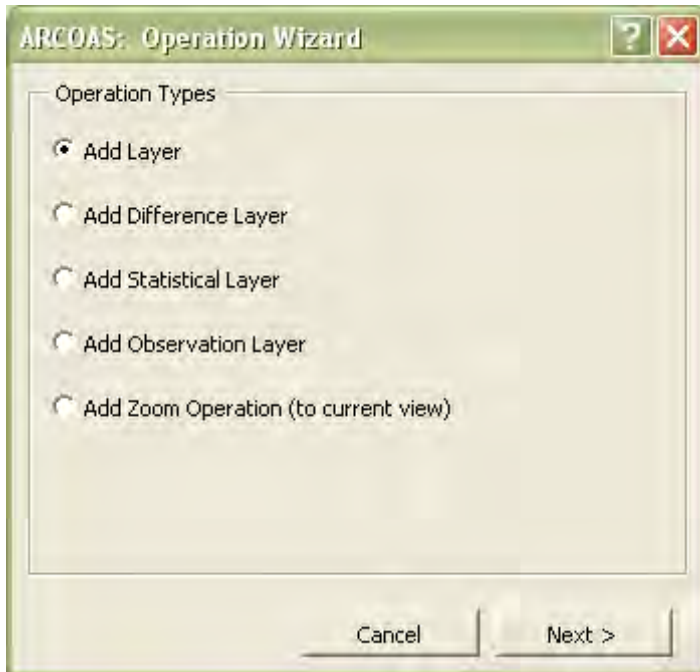 ARCOAS: Operation Wizard
Operation Types
Add Layer
Add Difference Layer
Add Statistical Layer
Add Observation Layer
Add Zoom Operation (to current view)
Cancel
Next >